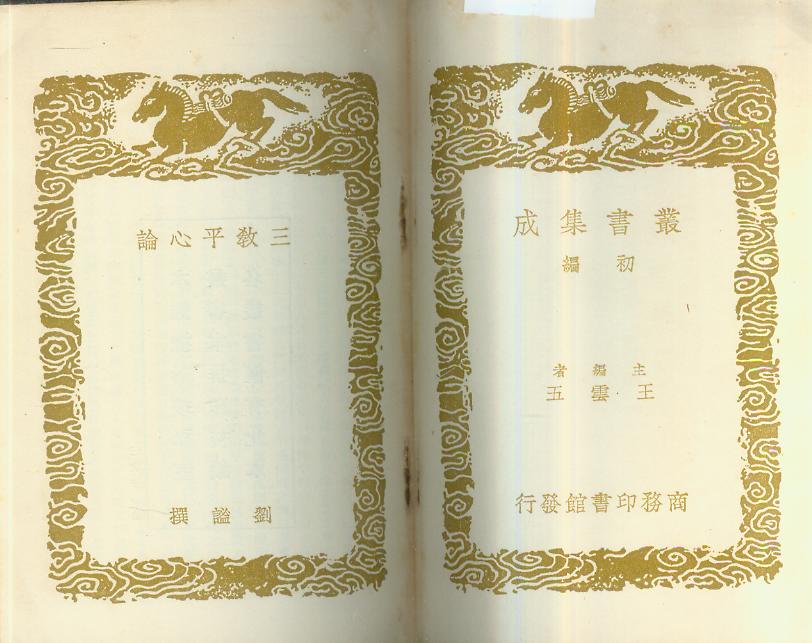 叢書集成
初編
主編者
王雲五
商務印書館發行
三教平心論
劉謐撰